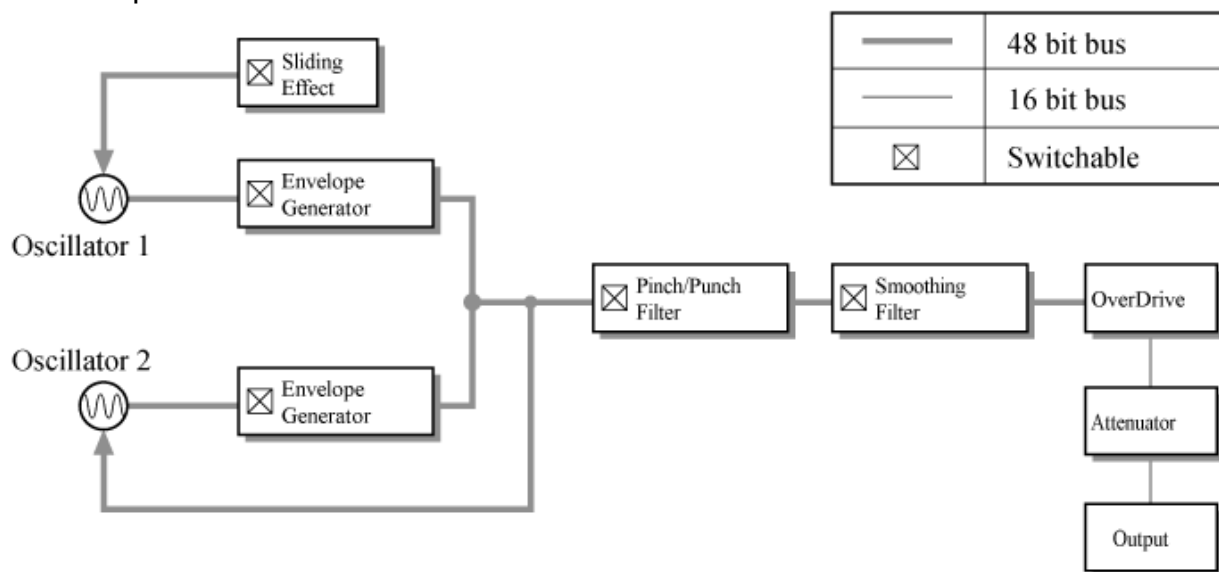 Sliding
Effect
48 bit bus
16 bit bus
Switchable
Envelope
Generator
Oscillator 1
Pinch/Punch
Filter
Smoothing
Filter
OverDrive
Oscillator 2
Envelope
Generator
Attenuator
Output